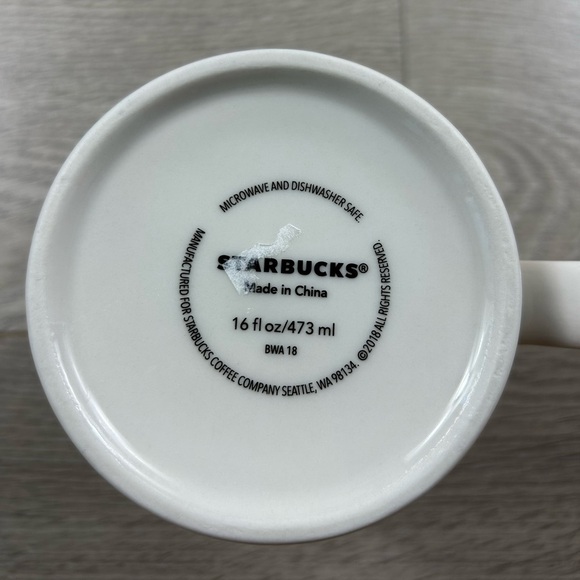 MICROWAVE AND DISHWASHER SAFE.
STARBUCKS®
Made in China
16 fl oz/473 ml
BWA 18
MANUFACTURED FOR STARBUCKS COFFEE COMPANY SEATTLE, WA 98134. ©2018 ALL RIGHTS RESERVED.